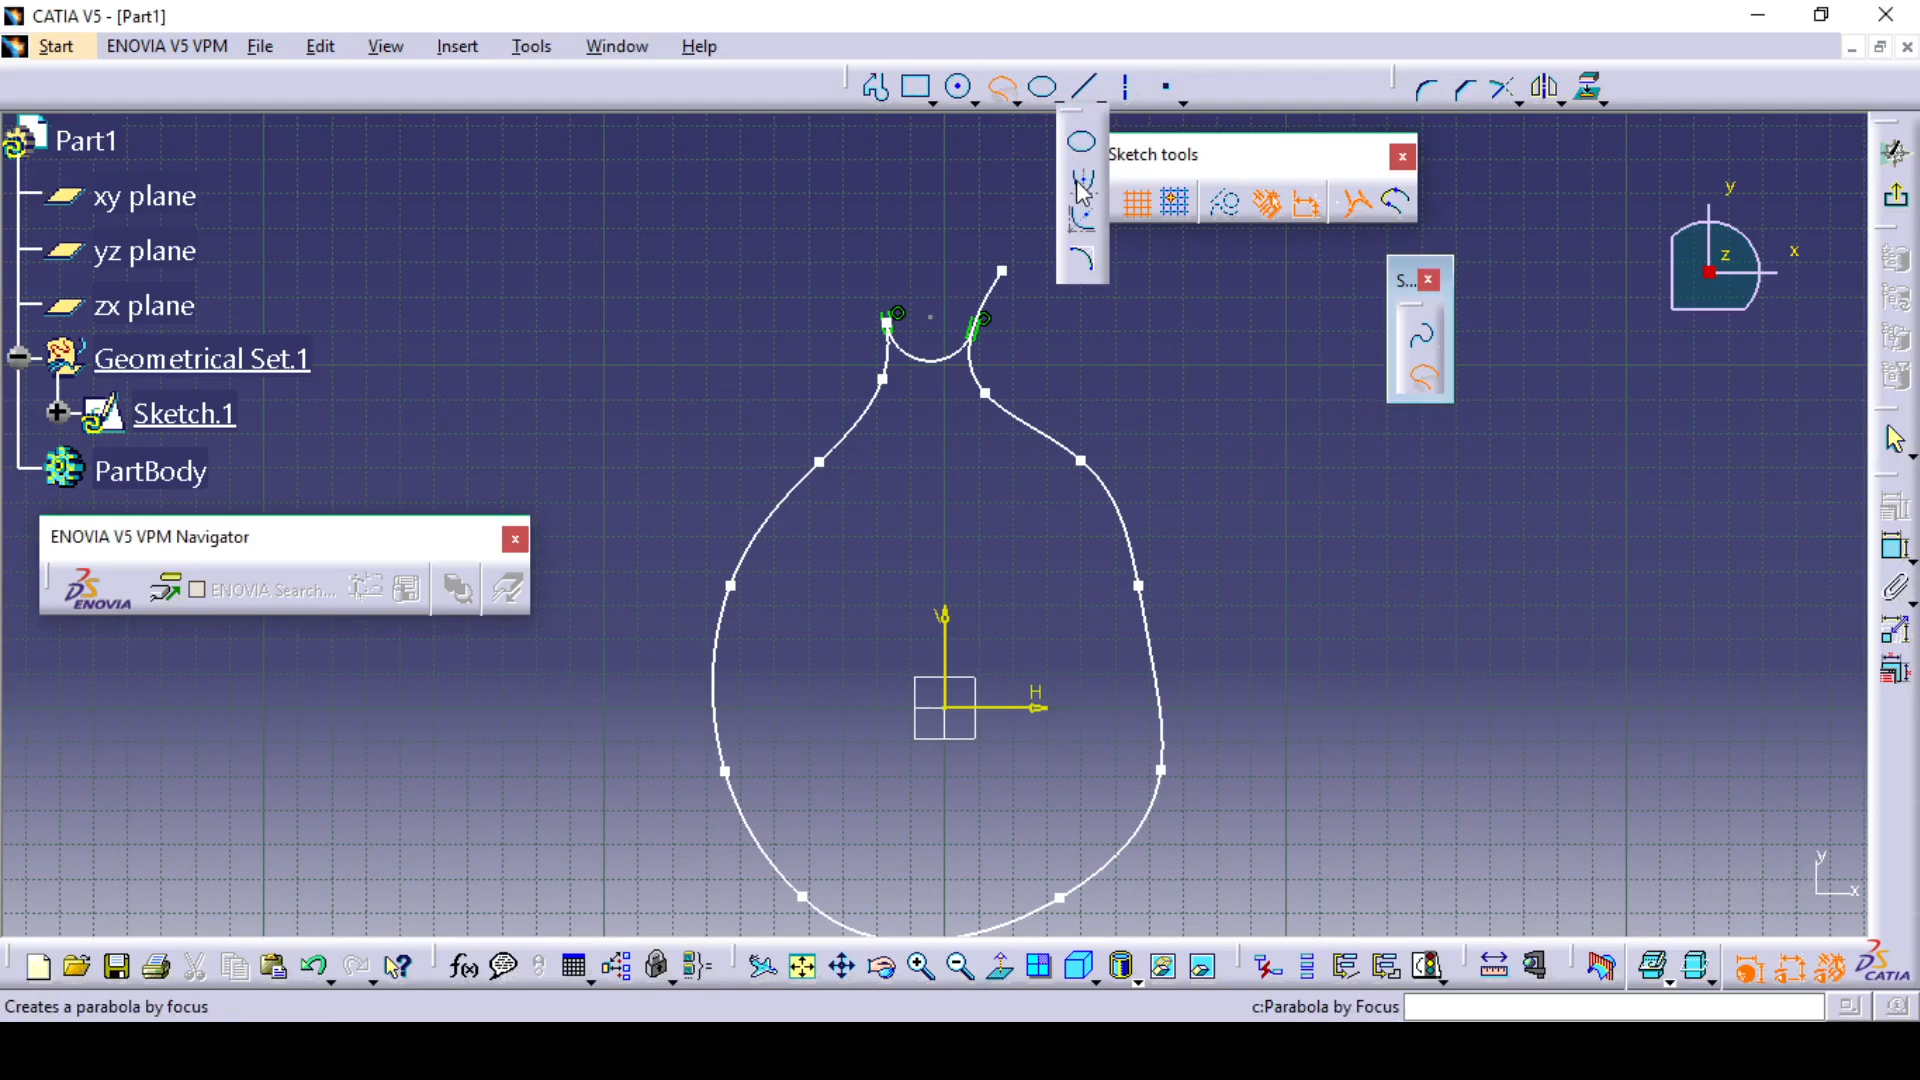 CATIA V5 - [Part1]
Start ENOVIA V5 VPM File Edit View Insert Tools Window Help
Part1
xy plane
yz plane
zx plane
Geometrical Set.1
Sketch.1
PartBody
Sketch tools
S...
y
x
z
ENOVIA V5 VPM Navigator
ENOVIA
ENOVIA Search...
V
H
y
x
f(x)
CATIA
Creates a parabola by focus
c:Parabola by Focus